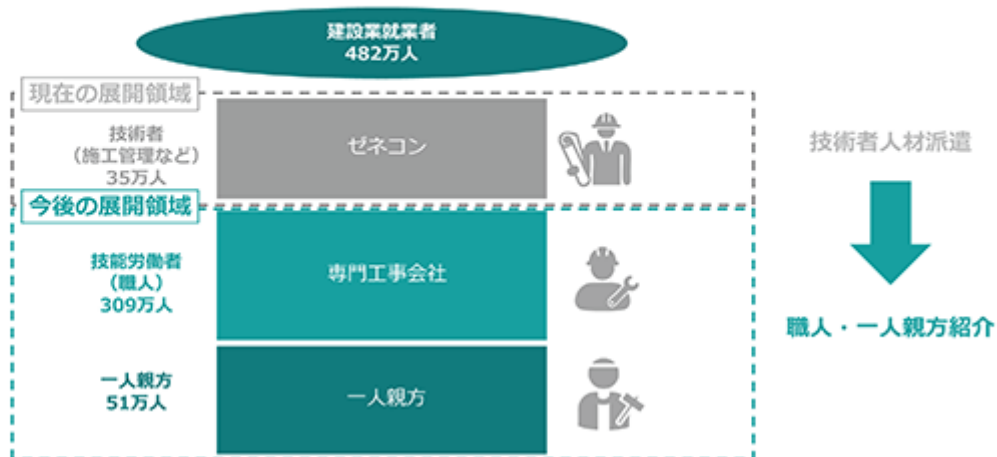 建設業就業者
482万人
現在の展開領域
技術者
（施工管理など）
35万人
ゼネコン
技術者人材派遣
今後の展開領域
技能労働者
（職人）
309万人
専門工事会社
職人・一人親方紹介
一人親方
51万人
一人親方